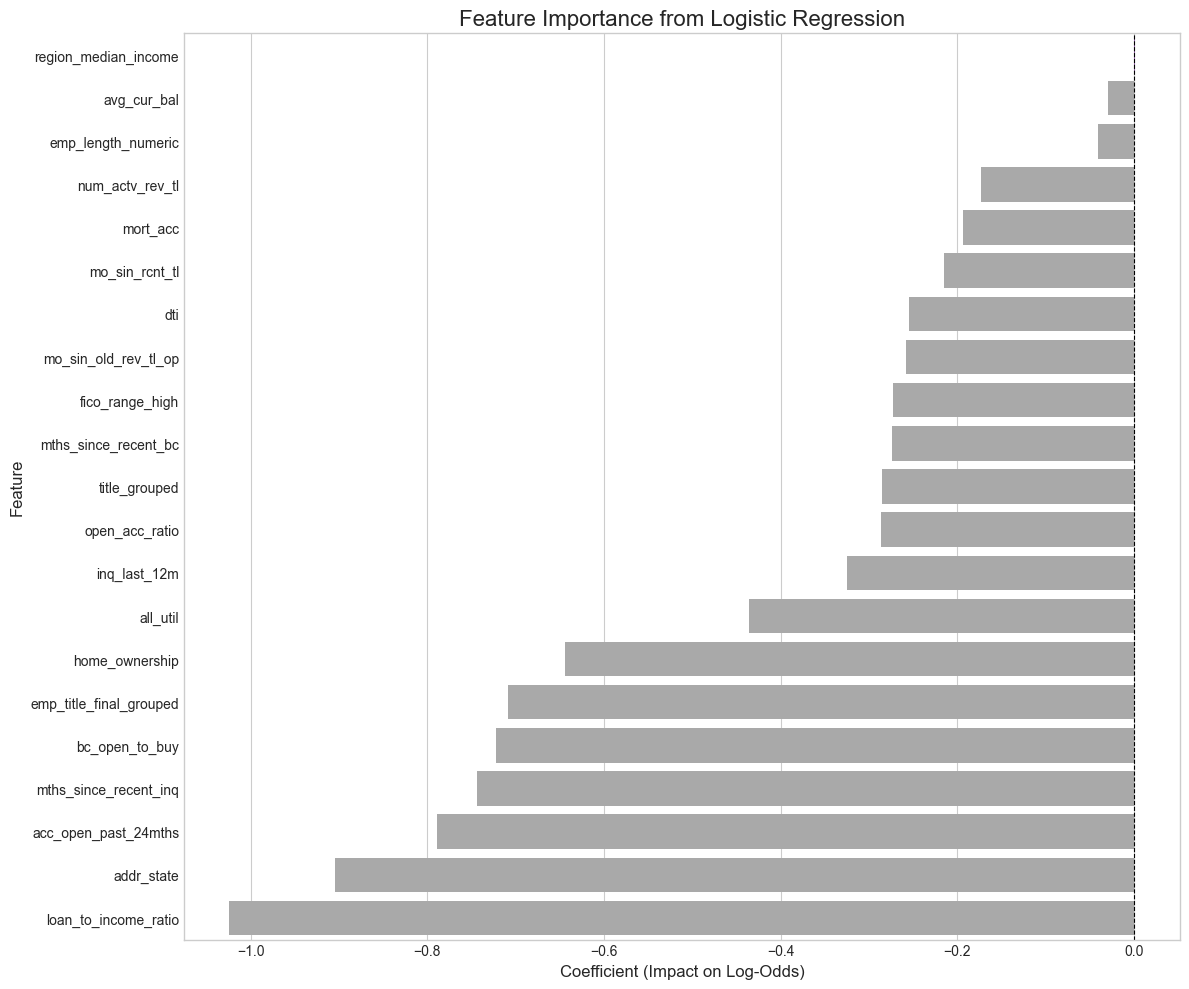 Feature Importance from Logistic Regression
Feature
region_median_income
avg_cur_bal
emp_length_numeric
num_actv_rev_tl
mort_acc
mo_sin_rcnt_tl
dti
mo_sin_old_rev_tl_op
fico_range_high
mths_since_recent_bc
title_grouped
open_acc_ratio
inq_last_12m
all_util
home_ownership
emp_title_final_grouped
bc_open_to_buy
mths_since_recent_inq
acc_open_past_24mths
addr_state
loan_to_income_ratio
−1.0 −0.8 −0.6 −0.4 −0.2 0.0
Coefficient (Impact on Log-Odds)